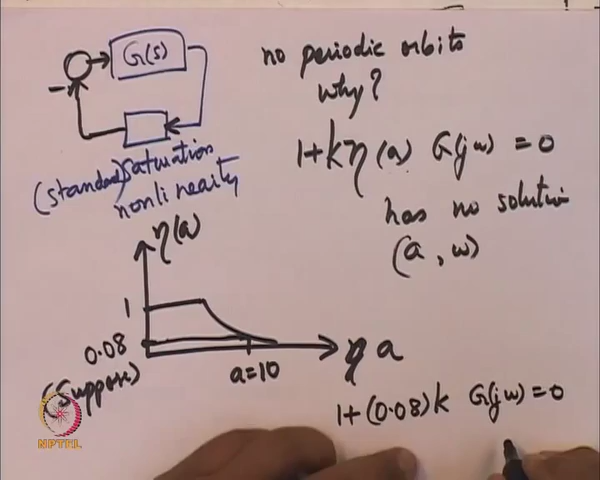 G(s)
-
(standard) saturation
nonlinearity
no periodic orbits
why?
1+kη(a) G(jω) = 0
has no solution
(a, ω)
η(a)
1
0.08
(Suppose)
a=10
a
1+(0.08)k G(jω)=0
NPTEL